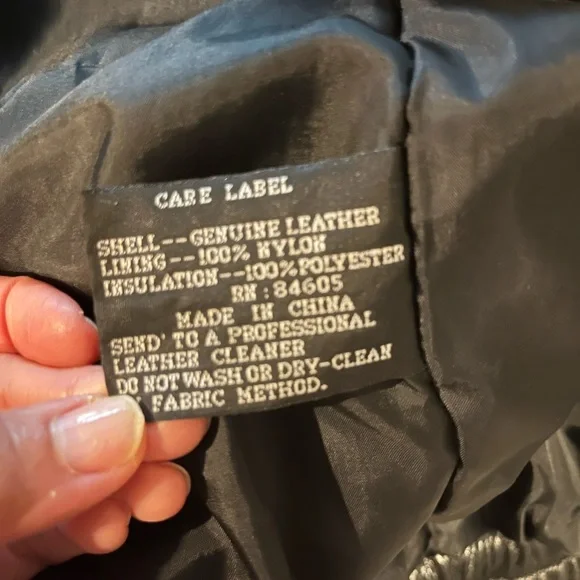 CARE LABEL
SHELL--GENUINE LEATHER
LINING--100% NYLON
INSULATION--100%POLYESTER
RN:84605
MADE IN CHINA
SEND' TO A PROFESSIONAL
LEATHER CLEANER
DO NOT WASH OR DRY-CLEAN
FABRIC METHOD.